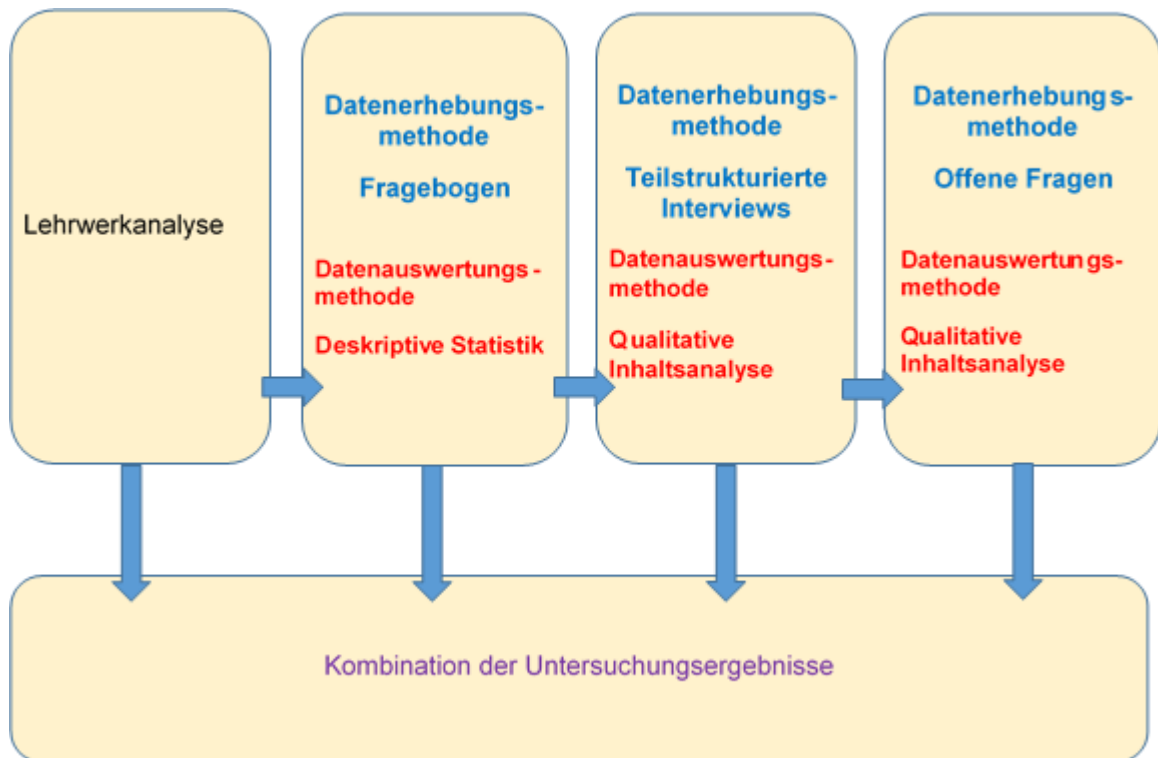 Lehrwerkanalyse
Datenerhebungs-
methode
Fragebogen
Datenauswertungs-
methode
Deskriptive Statistik
Datenerhebungs-
methode
Teilstrukturierte
Interviews
Datenauswertungs-
methode
Qualitative
Inhaltsanalyse
Datenerhebungs-
methode
Offene Fragen
Datenauswertungs-
methode
Qualitative
Inhaltsanalyse
Kombination der Untersuchungsergebnisse